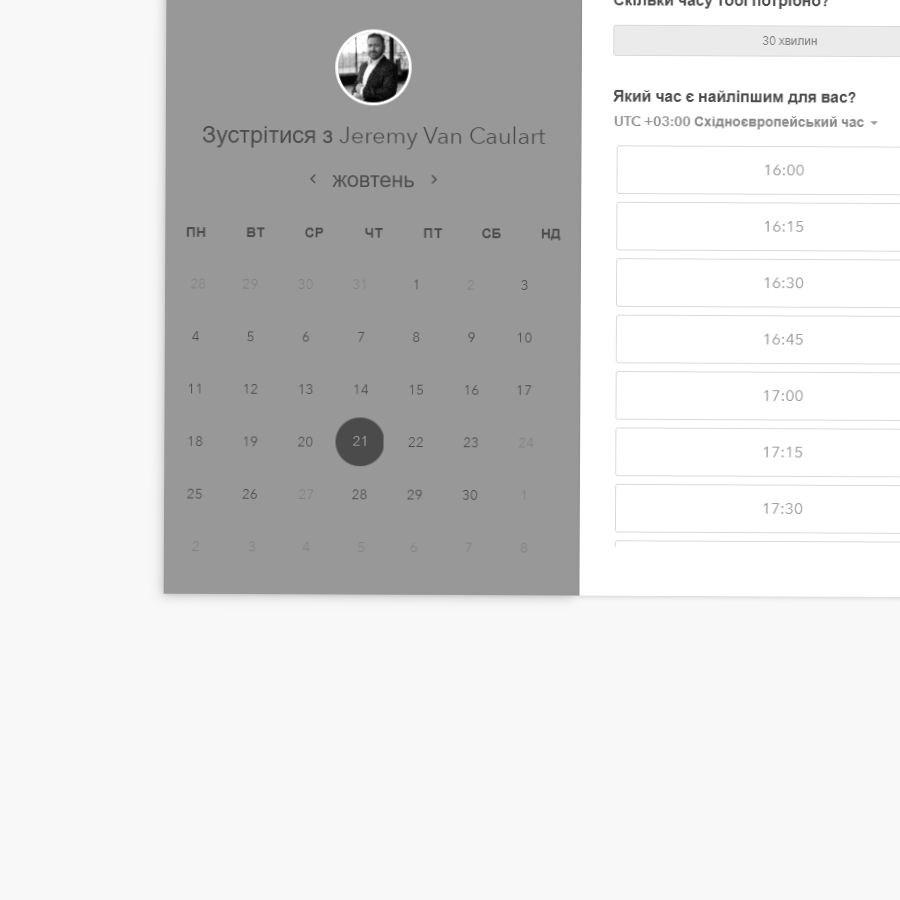 Зустрітися з Jeremy Van Caulart
жовтень
ПН ВТ СР ЧТ ПТ СБ НД
28 29 30 31 1 2 3
4 5 6 7 8 9 10
11 12 13 14 15 16 17
18 19 20 21 22 23 24
25 26 27 28 29 30 1
2 3 4 5 6 7 8
Скільки часу тобі потрібно?
30 хвилин
Який час є найліпшим для вас?
UTC +03:00 Східноєвропейський час
16:00
16:15
16:30
16:45
17:00
17:15
17:30